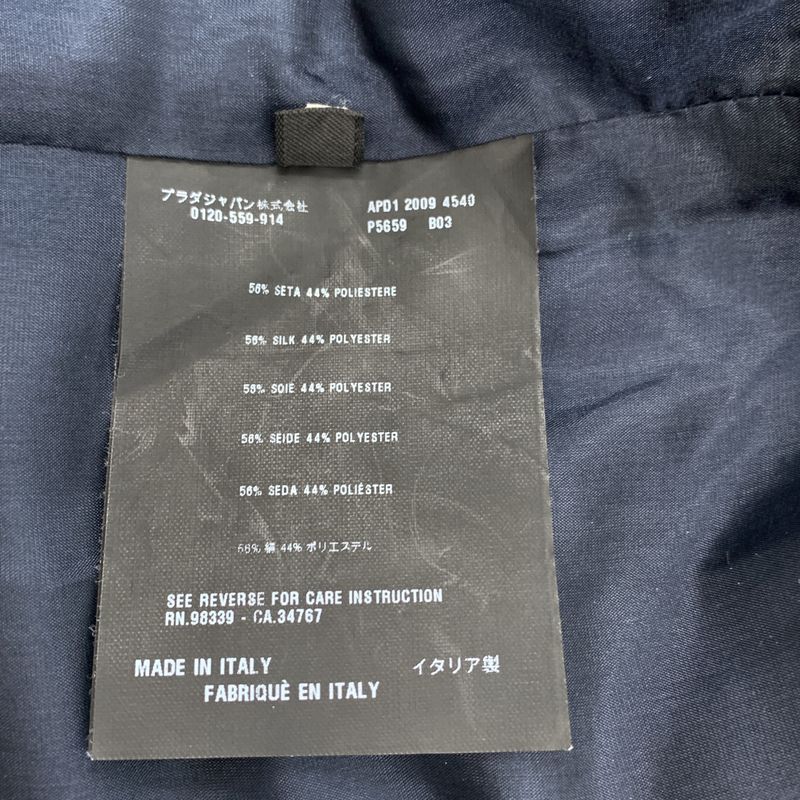 プラダジャパン株式会社
0120-559-914
APD1 2009 4540
P5659 B03
56% SETA 44% POLIESTERE
56% SILK 44% POLYESTER
56% SOIE 44% POLYESTER
56% SEIDE 44% POLYESTER
56% SEDA 44% POLIÉSTER
56% 絹 44% ポリエステル
SEE REVERSE FOR CARE INSTRUCTION
RN.98339 - CA.34767
MADE IN ITALY イタリア製
FABRIQUÈ EN ITALY